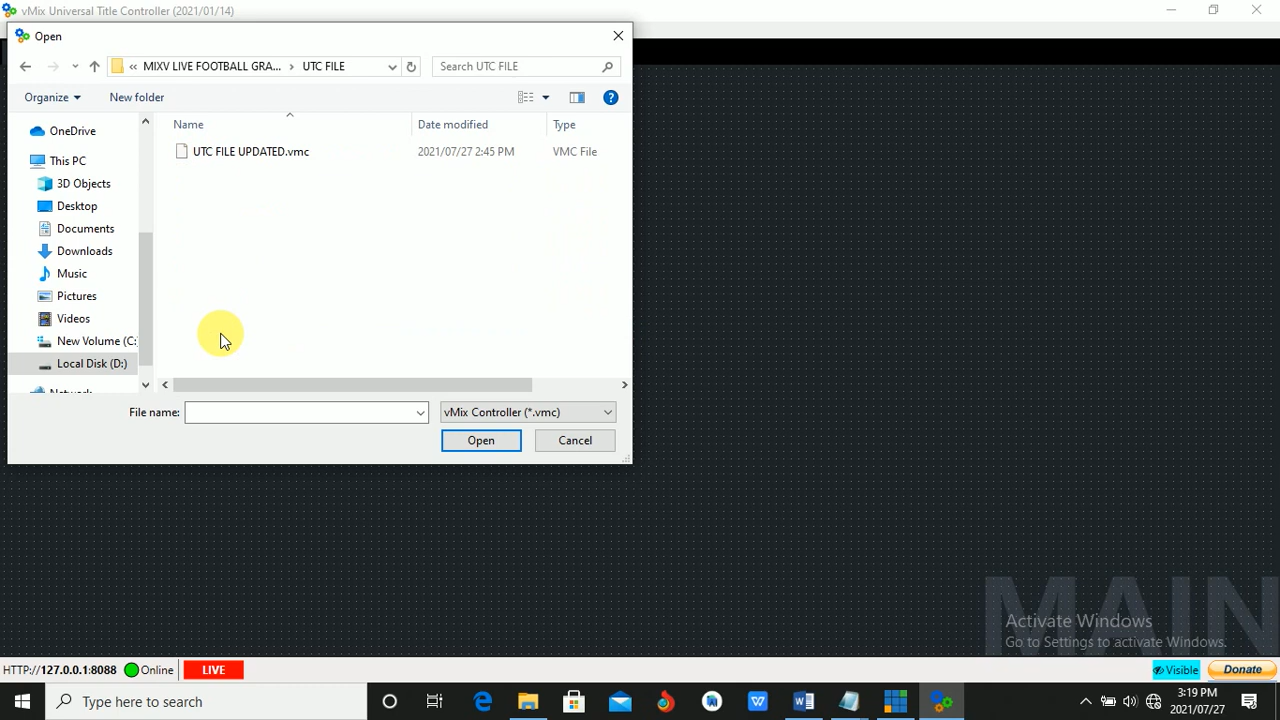 vMix Universal Title Controller (2021/01/14)
Open
« MIXV LIVE FOOTBALL GRA... › UTC FILE
Search UTC FILE
Organize
New folder
Name
Date modified
Type
UTC FILE UPDATED.vmc
2021/07/27 2:45 PM
VMC File
OneDrive
This PC
3D Objects
Desktop
Documents
Downloads
Music
Pictures
Videos
New Volume (C:
Local Disk (D:)
Network
File name:
vMix Controller (*.vmc)
Open
Cancel
MAIN
Activate Windows
Go to Settings to activate Windows.
HTTP://127.0.0.1:8088
Online
LIVE
Visible
Donate
Type here to search
3:19 PM
2021/07/27